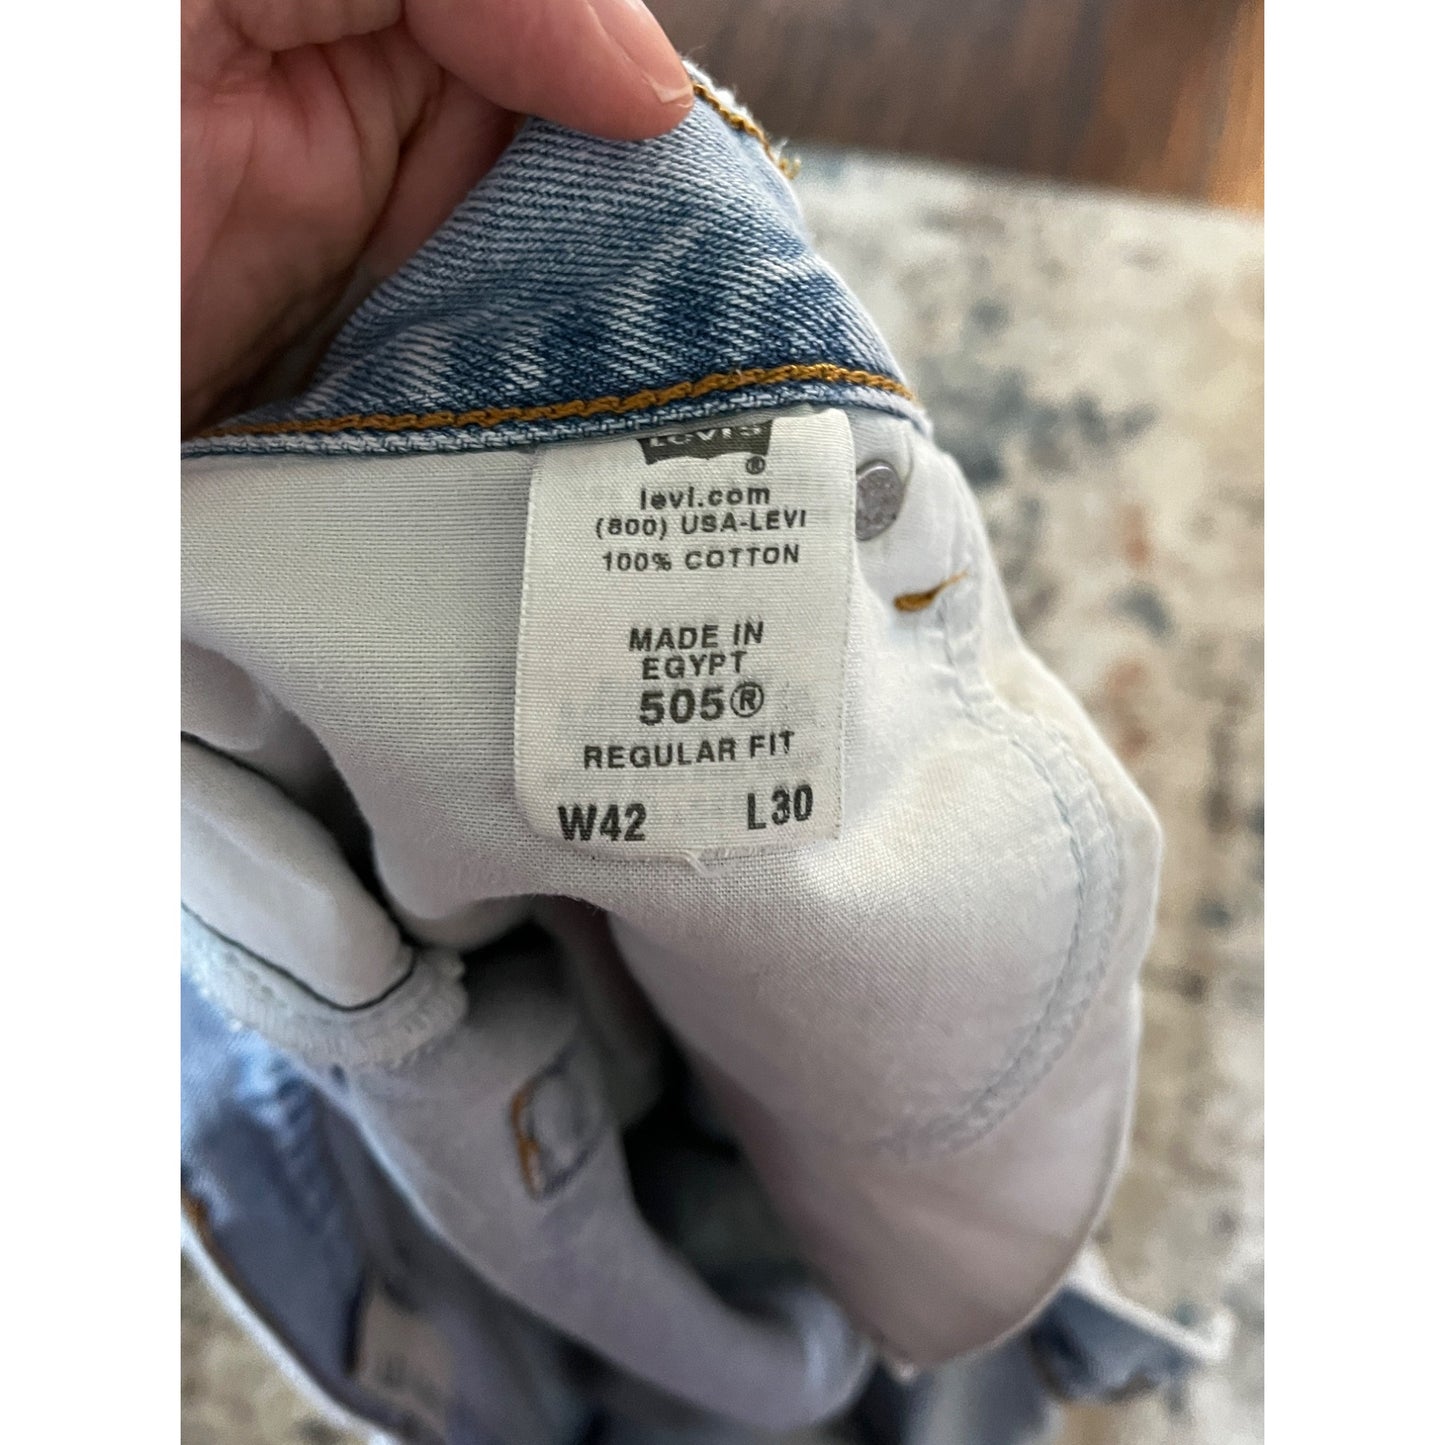 LEVI'S
®
levi.com
(800) USA-LEVI
100% COTTON
MADE IN
EGYPT
505®
REGULAR FIT
W42 L30